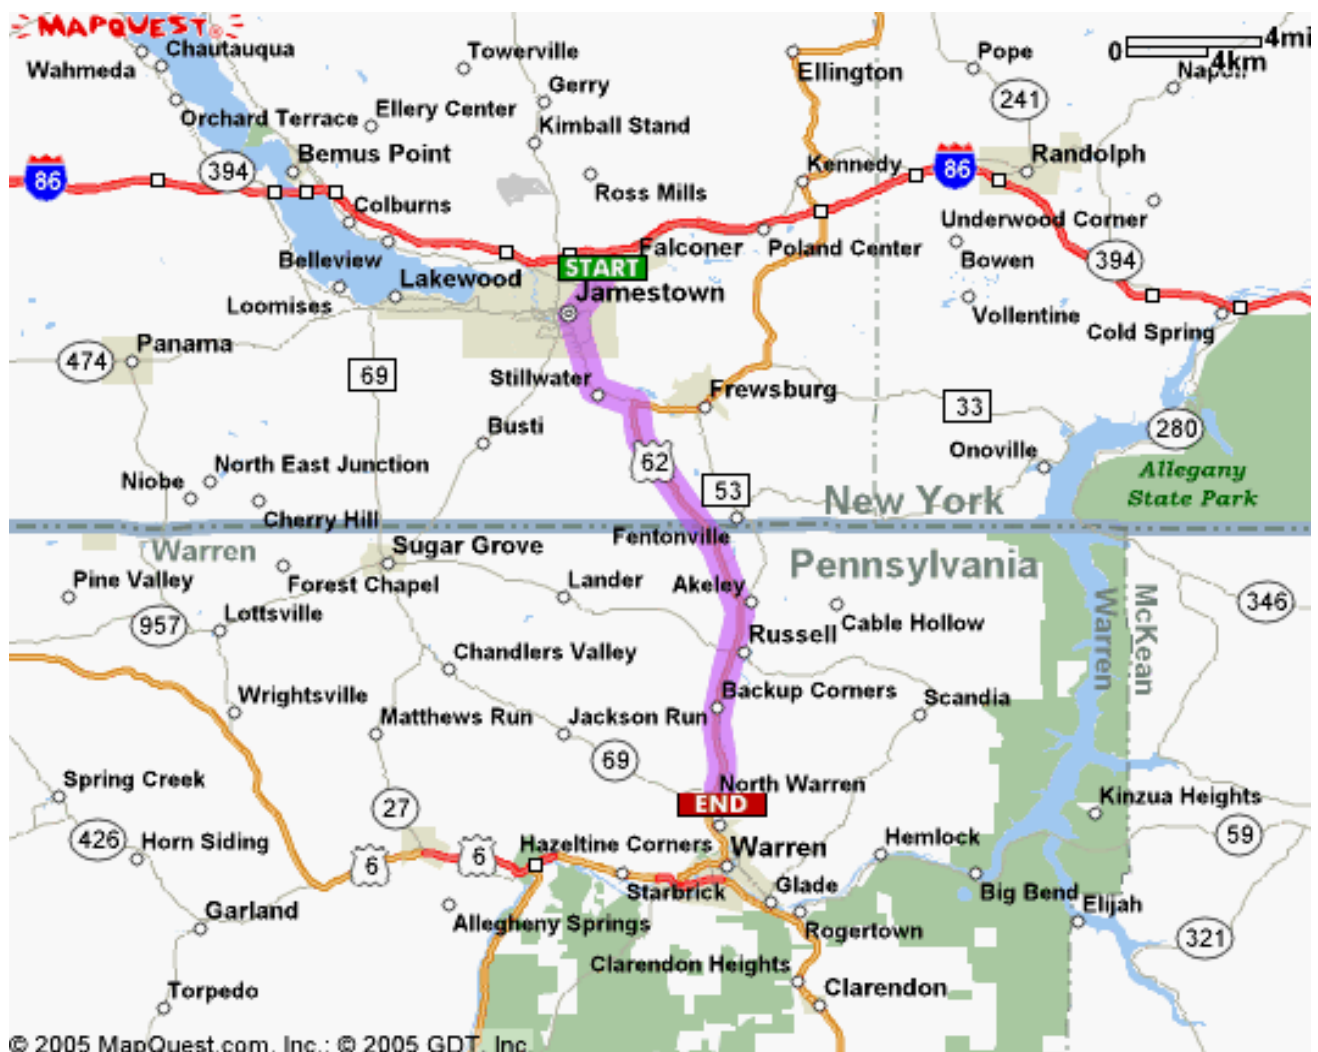 MAPQUEST
Chautauqua
Towerville
Pope
0
4mi
4km
Wahmeda
Ellington
Gerry
241
Orchard Terrace
Ellery Center
Kimball Stand
Bemus Point
394
86
Kennedy
86
Randolph
Ross Mills
Colburns
Underwood Corner
Falconer
Poland Center
Belleview
START
Bowen
394
Lakewood
Jamestown
Loomises
Vollentine
Cold Spring
474
Panama
69
Stillwater
Frewsburg
33
Busti
280
Onoville
62
North East Junction
Allegany
State Park
Niobe
53
New York
Cherry Hill
Fentonville
Warren
Sugar Grove
Pennsylvania
Pine Valley
Forest Chapel
Lander
Akeley
McKean
Warren
346
Lottsville
957
Cable Hollow
Russell
Chandlers Valley
Wrightsville
Backup Corners
Scandia
Matthews Run
Jackson Run
69
Spring Creek
North Warren
27
END
Kinzua Heights
426
Horn Siding
Hazeltine Corners
Hemlock
59
6
6
Warren
Starbrick
Glade
Big Bend
Elijah
Garland
Allegheny Springs
Rogertown
321
Clarendon Heights
Torpedo
Clarendon
© 2005 MapQuest.com, Inc.; © 2005 GDT, Inc.